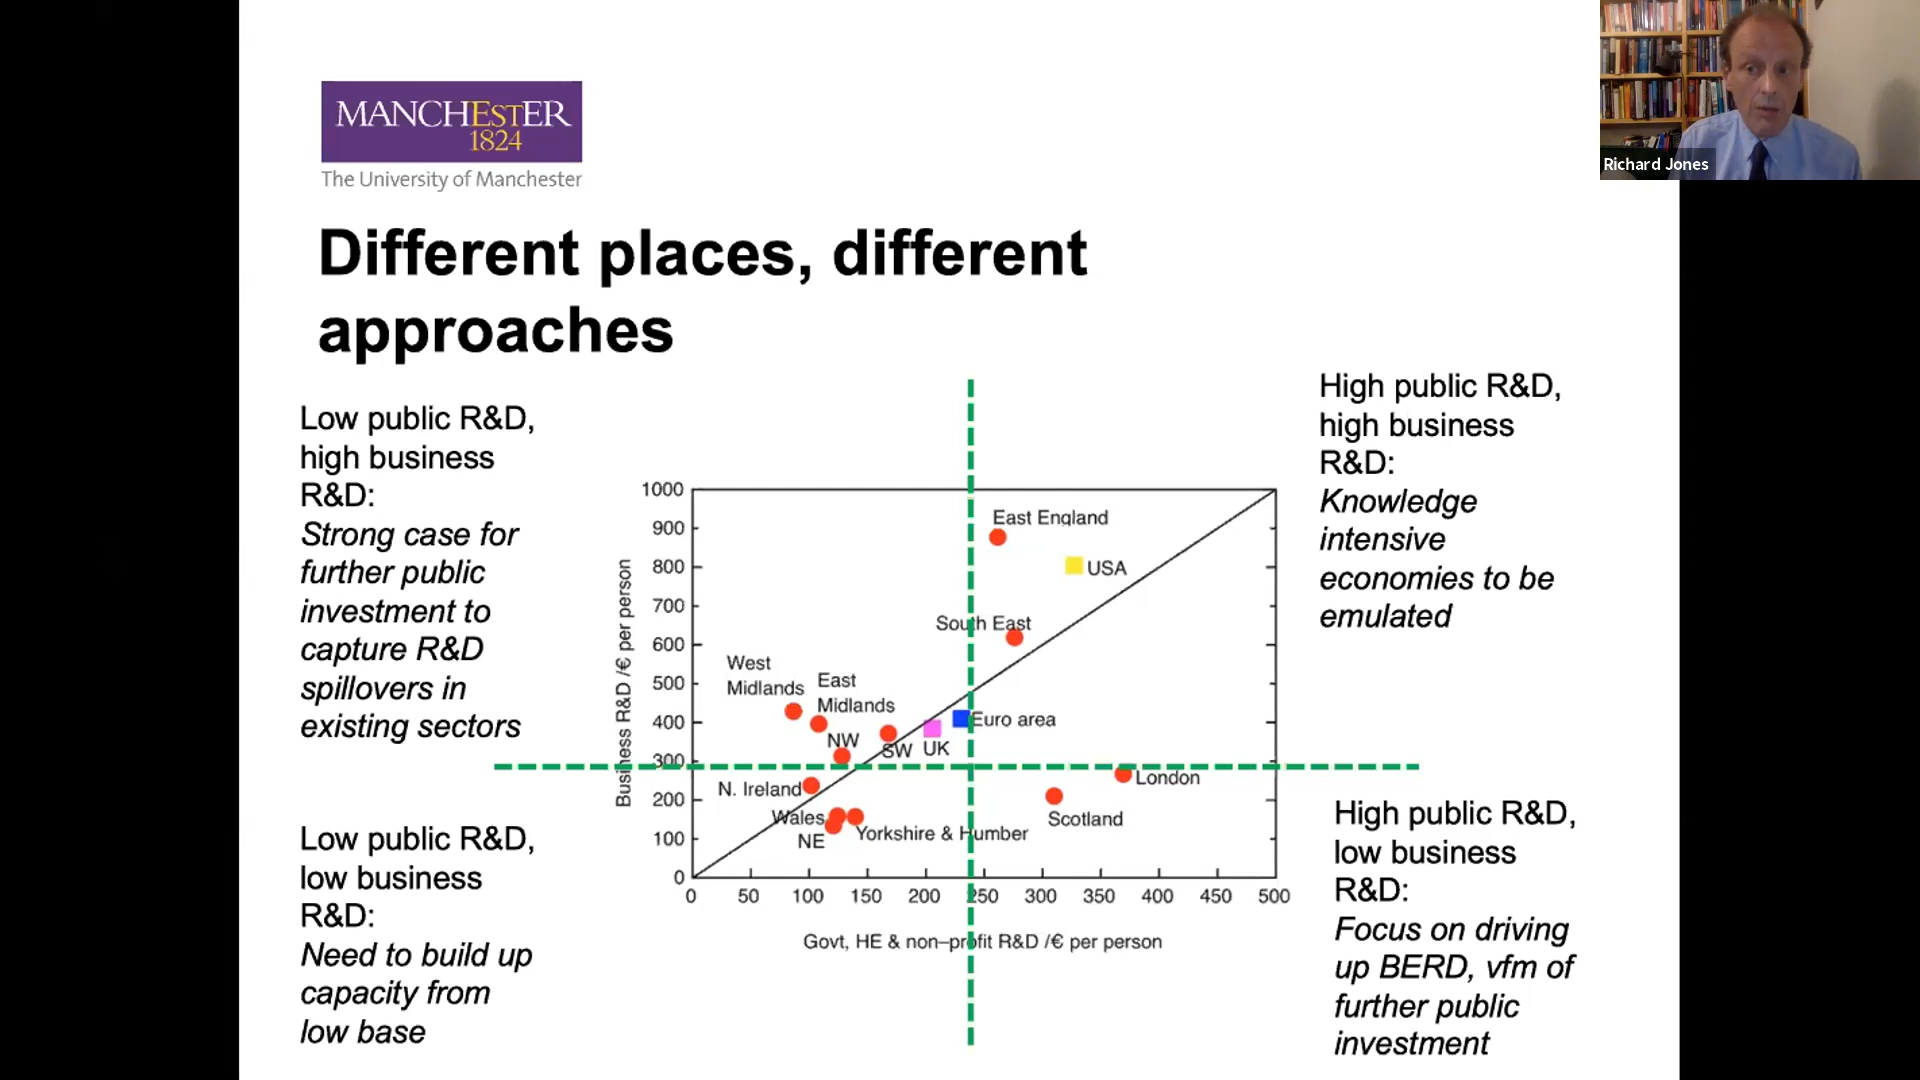 MANCHESTER
1824
The University of Manchester
Richard Jones
Different places, different
approaches
Low public R&D,
high business
R&D:
Strong case for
further public
investment to
capture R&D
spillovers in
existing sectors
Low public R&D,
low business
R&D:
Need to build up
capacity from
low base
Business R&D /€ per person
1000
900
800
700
600
500
400
300
200
100
0
East England
USA
South East
West
Midlands
East
Midlands
NW
SW
UK
Euro area
N. Ireland
Wales
NE
Yorkshire & Humber
London
Scotland
0 50 100 150 200 250 300 350 400 450 500
Govt, HE & non–profit R&D /€ per person
High public R&D,
high business
R&D:
Knowledge
intensive
economies to be
emulated
High public R&D,
low business
R&D:
Focus on driving
up BERD, vfm of
further public
investment